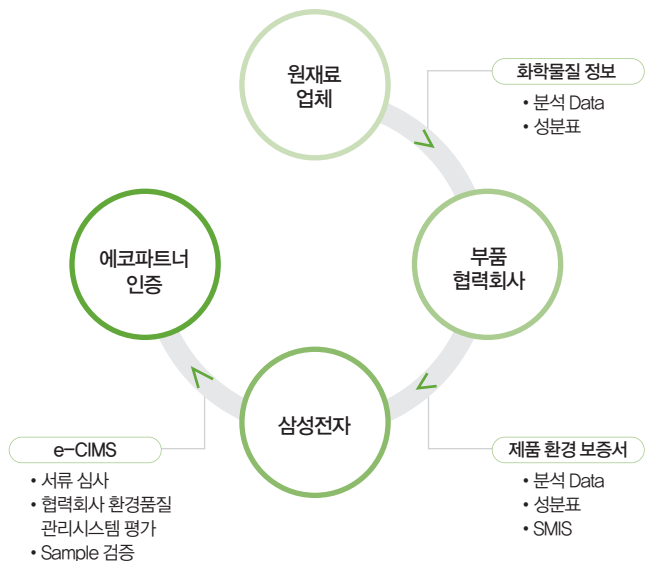 원재료
업체
화학물질 정보
• 분석 Data
• 성분표
부품
협력회사
에코파트너
인증
삼성전자
제품 환경 보증서
• 분석 Data
• 성분표
• SMIS
e-CIMS
• 서류 심사
• 협력회사 환경품질
관리시스템 평가
• Sample 검증